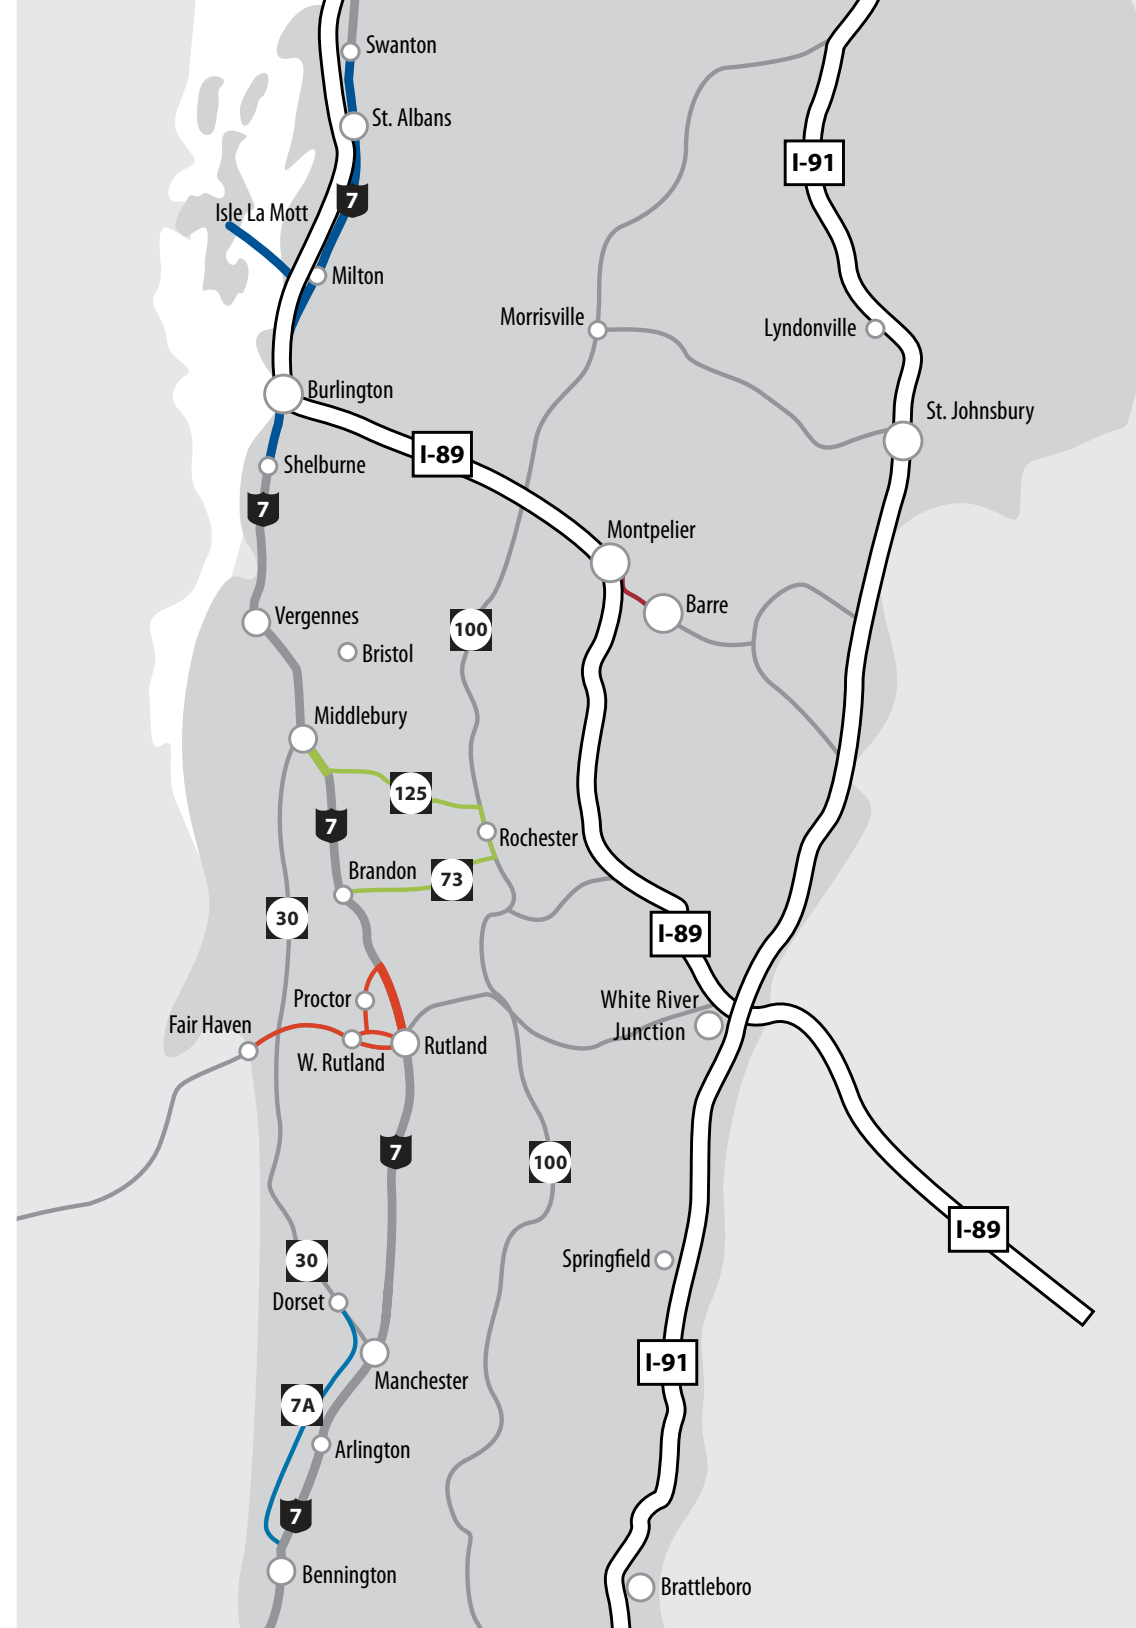 Swanton
St. Albans
I-91
7
Isle La Mott
Milton
Morrisville
Lyndonville
Burlington
St. Johnsbury
I-89
Shelburne
7
Montpelier
Barre
Vergennes
100
Bristol
Middlebury
125
7
Rochester
Brandon
73
30
I-89
Proctor
White River
Junction
Fair Haven
W. Rutland
Rutland
7
100
I-89
30
Springfield
Dorset
I-91
Manchester
7A
Arlington
7
Bennington
Brattleboro